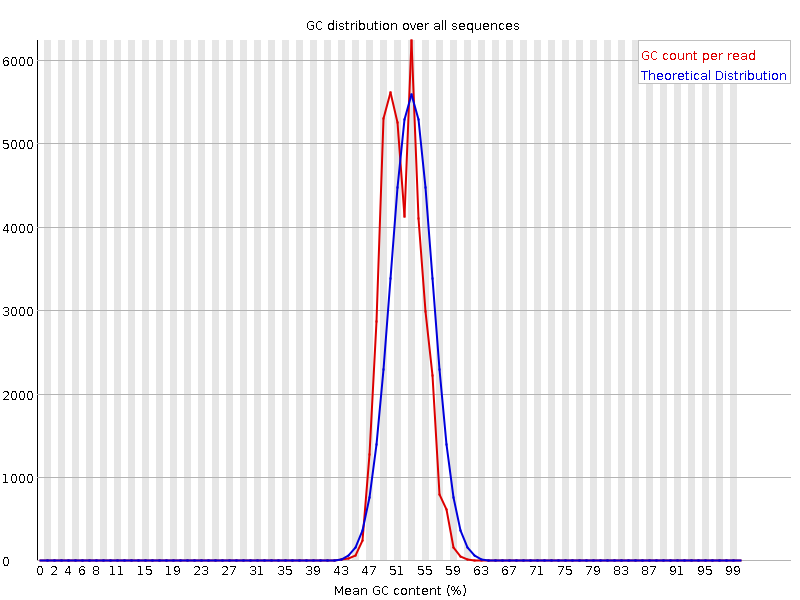 GC distribution over all sequences
GC count per read
Theoretical Distribution
6000
5000
4000
3000
2000
1000
0
0 2 4 6 8 11 15 19 23 27 31 35 39 43 47 51 55 59 63 67 71 75 79 83 87 91 95 99
Mean GC content (%)